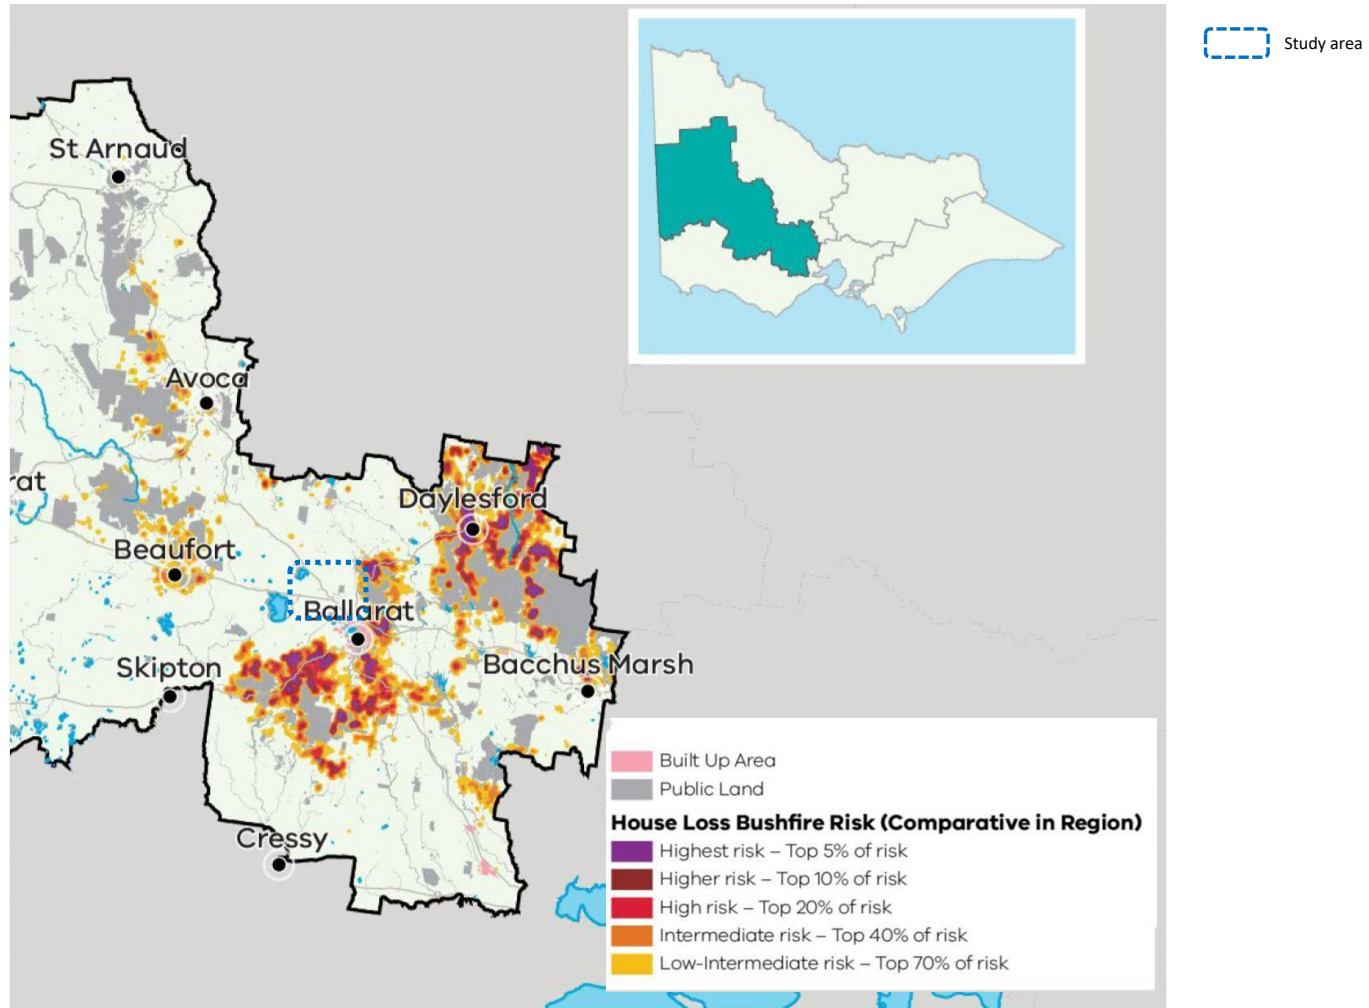 Study area
St Arnaud
Avoca
rat
Daylesford
Beaufort
Ballarat
Skipton
Bacchus Marsh
Cressy
Built Up Area
Public Land
House Loss Bushfire Risk (Comparative in Region)
Highest risk – Top 5% of risk
Higher risk – Top 10% of risk
High risk – Top 20% of risk
Intermediate risk – Top 40% of risk
Low-Intermediate risk – Top 70% of risk